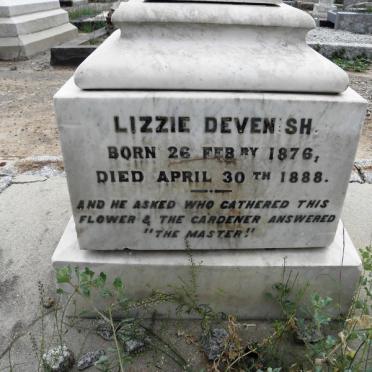 LIZZIE DEVENISH.
BORN 26 FEBRY 1876,
DIED APRIL 30TH 1888.
AND HE ASKED WHO GATHERED THIS
FLOWER & THE GARDENER ANSWERED
"THE MASTER."